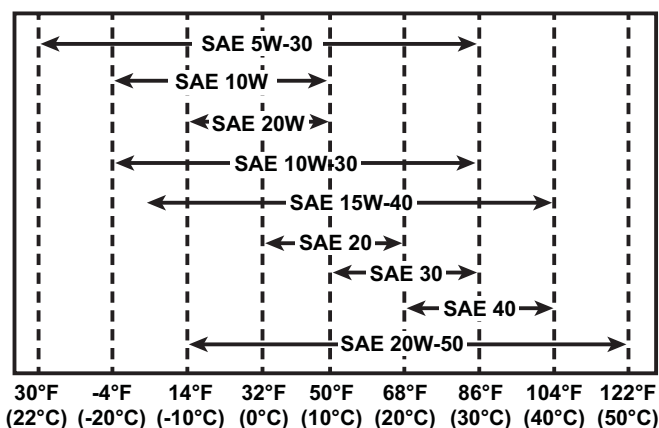 SAE 5W-30
SAE 10W
SAE 20W
SAE 10W-30
SAE 15W-40
SAE 20
SAE 30
SAE 40
SAE 20W-50
30°F -4°F 14°F 32°F 50°F 68°F 86°F 104°F 122°F
(22°C) (-20°C) (-10°C) (0°C) (10°C) (20°C) (30°C) (40°C) (50°C)